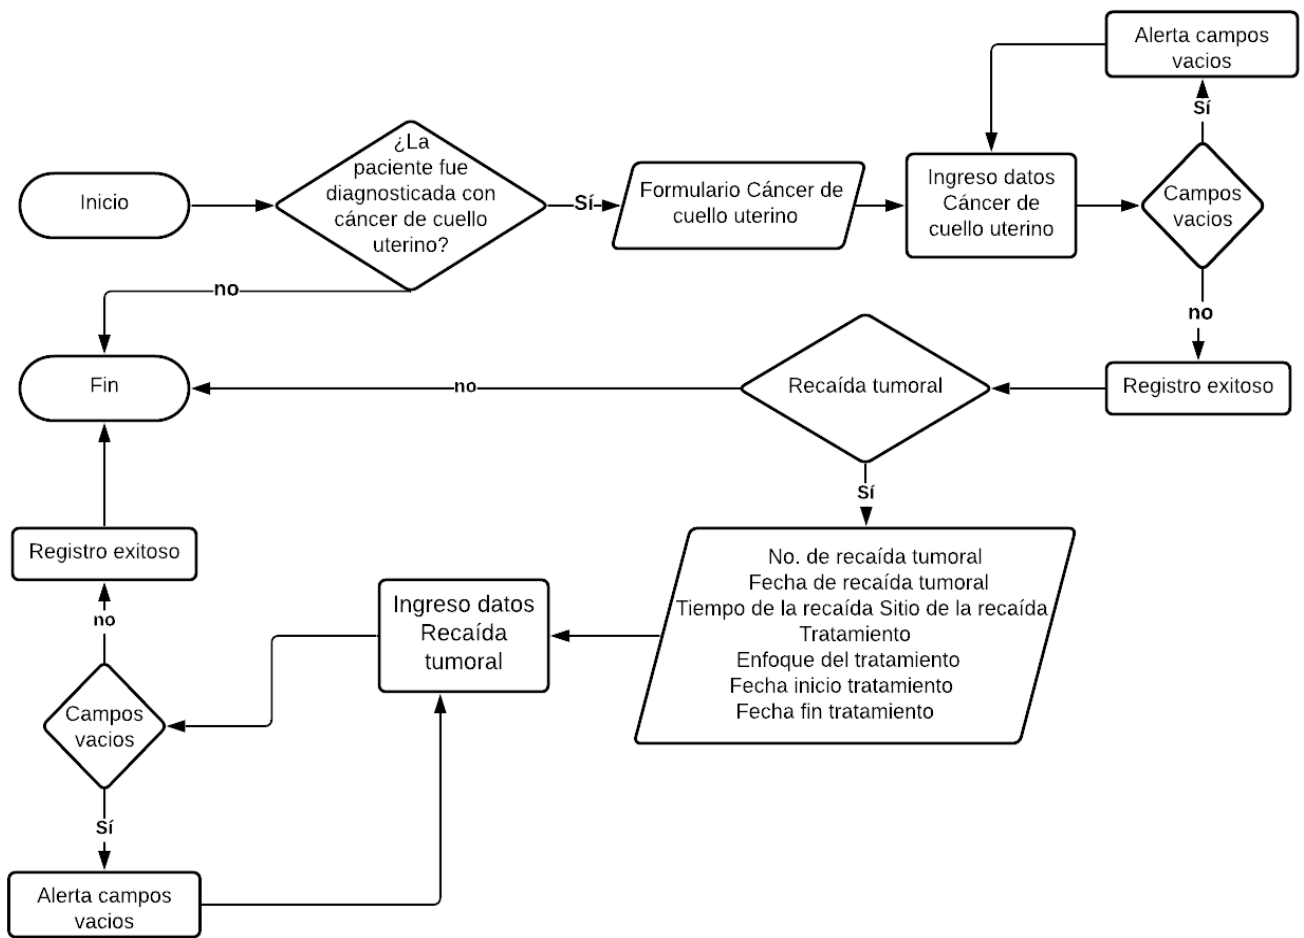 Alerta campos
vacios
Sí
Inicio
¿La
paciente fue
diagnosticada con
cáncer de cuello
uterino?
Sí
Formulario Cáncer de
cuello uterino
Ingreso datos
Cáncer de
cuello uterino
Campos
vacios
no
no
Fin
no
Recaída tumoral
Registro exitoso
Sí
Registro exitoso
No. de recaída tumoral
Fecha de recaída tumoral
Tiempo de la recaída Sitio de la recaída
Tratamiento
Enfoque del tratamiento
Fecha inicio tratamiento
Fecha fin tratamiento
Ingreso datos
Recaída
tumoral
no
Campos
vacios
Sí
Alerta campos
vacios